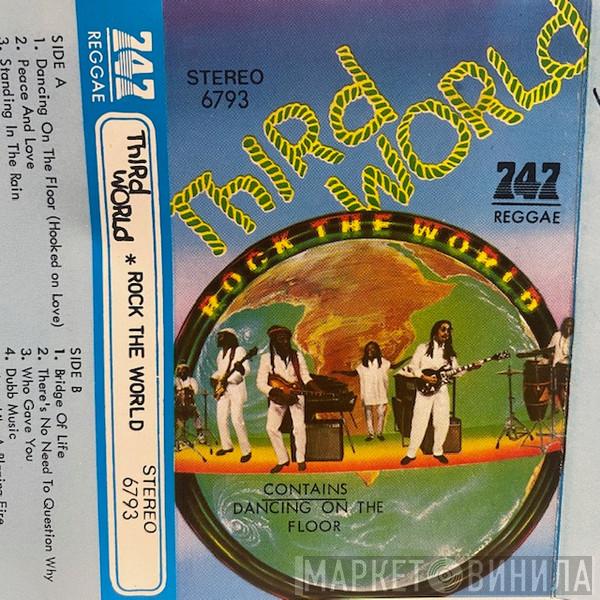 SIDE A
1. Dancing On The Floor (Hooked on Love)
2. Peace And Love
3. Standing In The Rain
SIDE B
1. Bridge Of Life
2. There's No Need To Question Why
3. Who Gave You
4. Dubb Music
747
REGGAE
Third
World * ROCK THE WORLD
STEREO
6793
STEREO
6793
Third
World
747
REGGAE
ROCK THE WORLD
CONTAINS
DANCING ON THE
FLOOR
МАРКЕТ ВИНИЛА